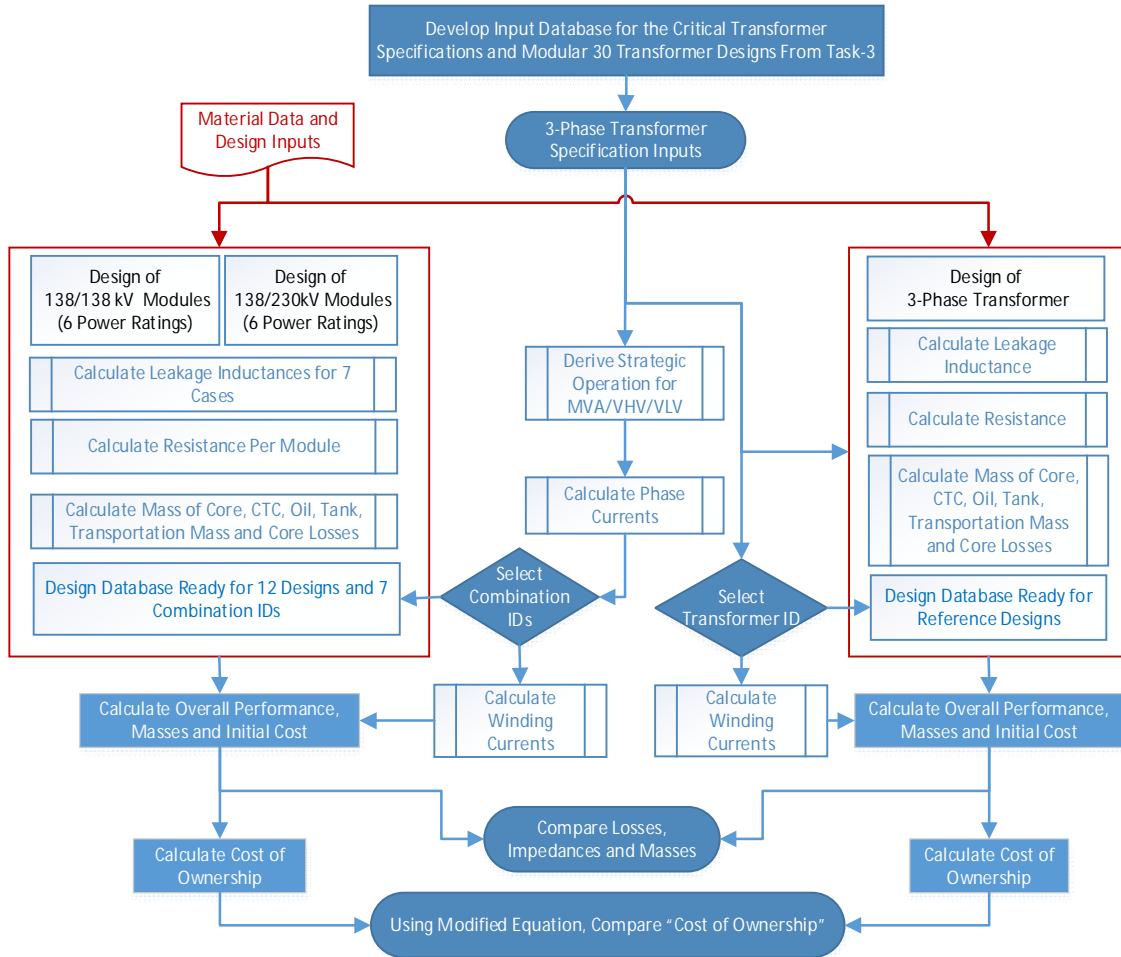 Develop Input Database for the Critical Transformer
Specifications and Modular 30 Transformer Designs From Task-3
Material Data and
Design Inputs
3-Phase Transformer
Specification Inputs
Design of
138/138 kV Modules
(6 Power Ratings)
Design of
138/230kV Modules
(6 Power Ratings)
Calculate Leakage Inductances for 7
Cases
Calculate Resistance Per Module
Calculate Mass of Core, CTC, Oil, Tank,
Transportation Mass and Core Losses
Design Database Ready for 12 Designs and 7
Combination IDs
Derive Strategic
Operation for
MVA/VHV/VLV
Calculate Phase
Currents
Select
Combination
IDs
Select
Transformer ID
Design of
3-Phase Transformer
Calculate Leakage
Inductance
Calculate Resistance
Calculate Mass of Core,
CTC, Oil, Tank,
Transportation Mass
and Core Losses
Design Database Ready for
Reference Designs
Calculate Overall Performance,
Masses and Initial Cost
Calculate
Winding
Currents
Calculate
Winding
Currents
Calculate Overall Performance,
Masses and Initial Cost
Compare Losses,
Impedances and Masses
Calculate Cost of
Ownership
Calculate Cost of
Ownership
Using Modified Equation, Compare “Cost of Ownership”